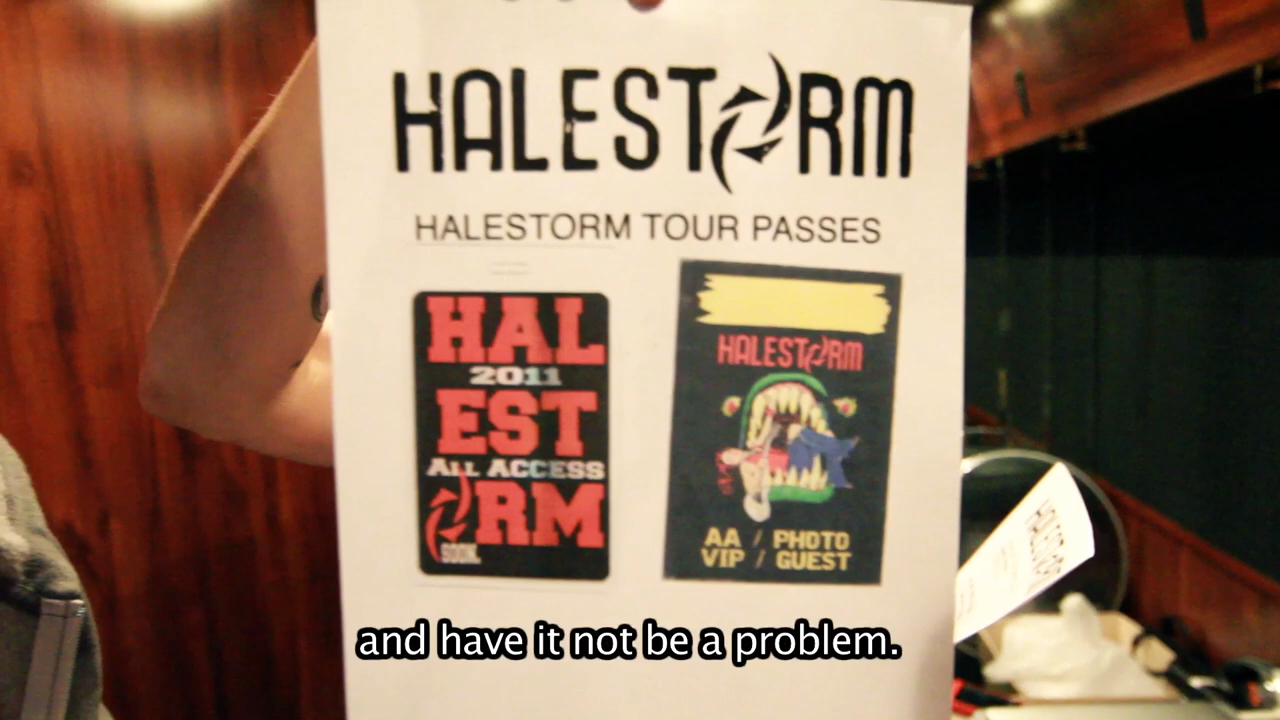 HALESTORM
HALESTORM TOUR PASSES
HAL
2011
EST
ALL ACCESS
RM
HALESTORM
AA / PHOTO
VIP / GUEST
HALESTORM
and have it not be a problem.